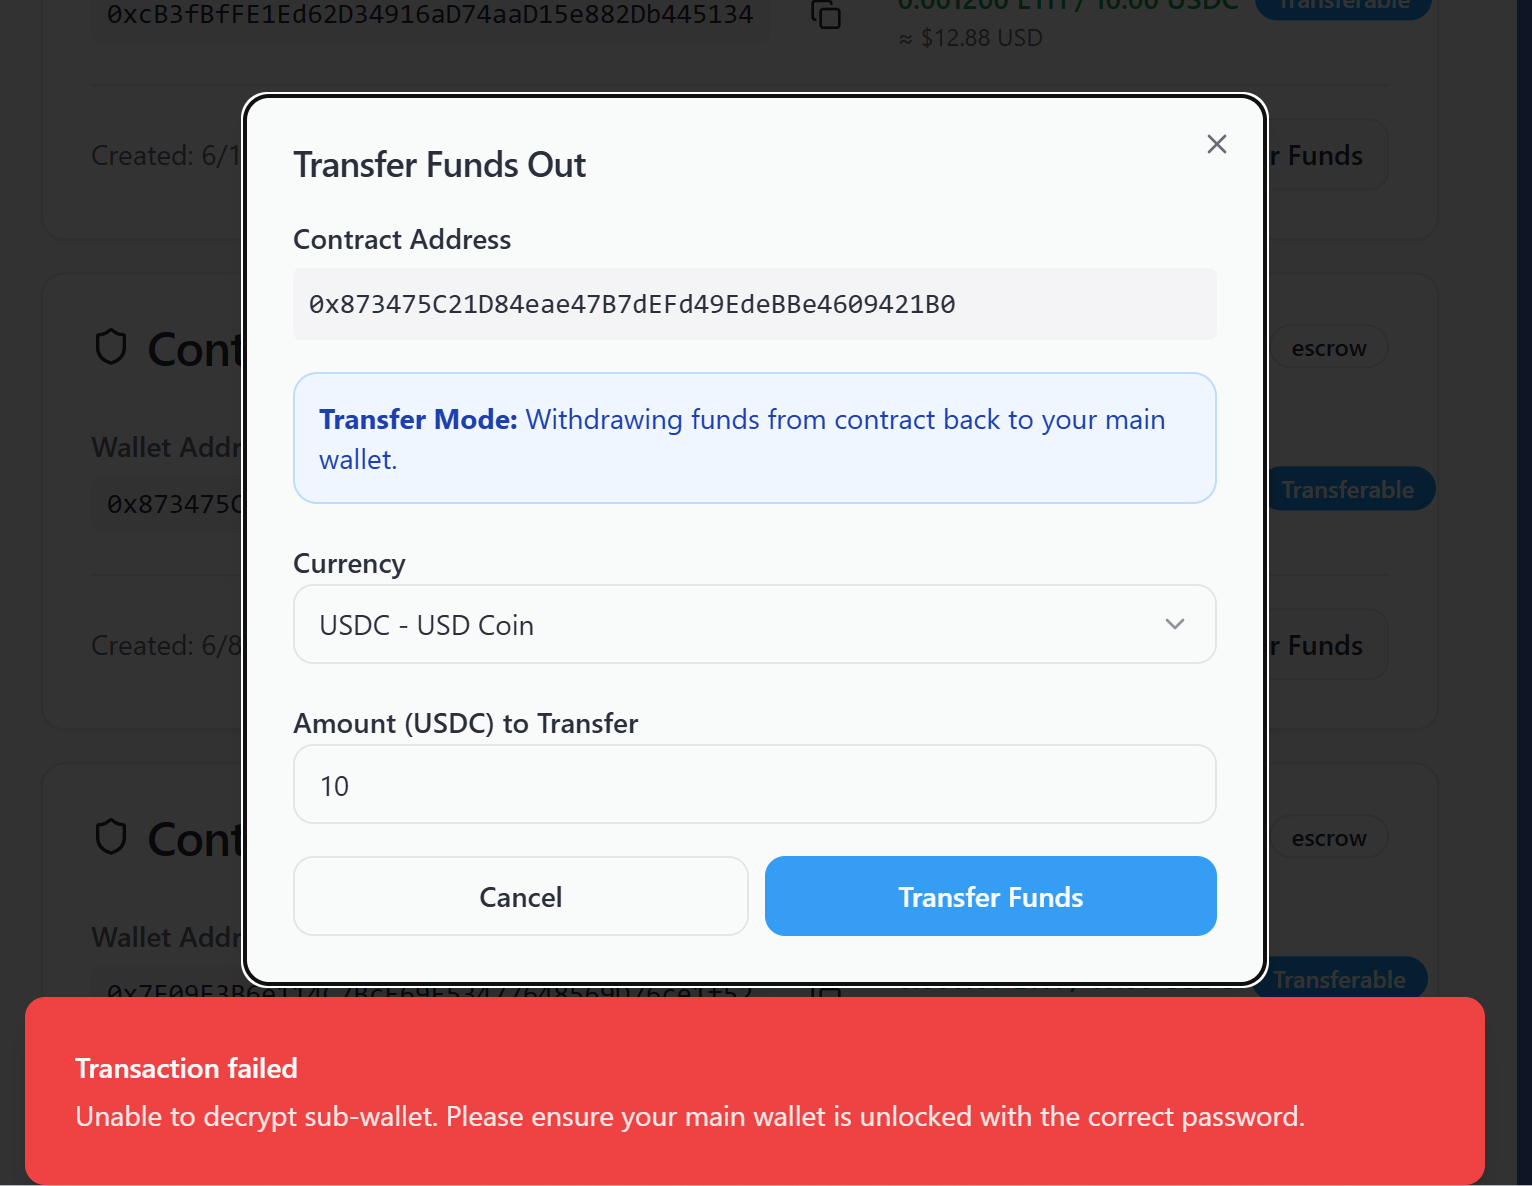 0xcB3fBfFE1Ed62D34916aD74aaD15e882Db445134
0.001200 ETH / 10.00 USDC
Transferable
≈ $12.88 USD
Created: 6/1
r Funds
Transfer Funds Out
Contract Address
0x873475C21D84eae47B7dEFd49EdeBBe4609421B0
Cont
escrow
Transfer Mode: Withdrawing funds from contract back to your main
wallet.
Wallet Addr
0x873475C
Transferable
Currency
USDC - USD Coin
Created: 6/8
r Funds
Amount (USDC) to Transfer
10
Cont
escrow
Cancel
Transfer Funds
Wallet Addr
Transferable
Transaction failed
Unable to decrypt sub-wallet. Please ensure your main wallet is unlocked with the correct password.